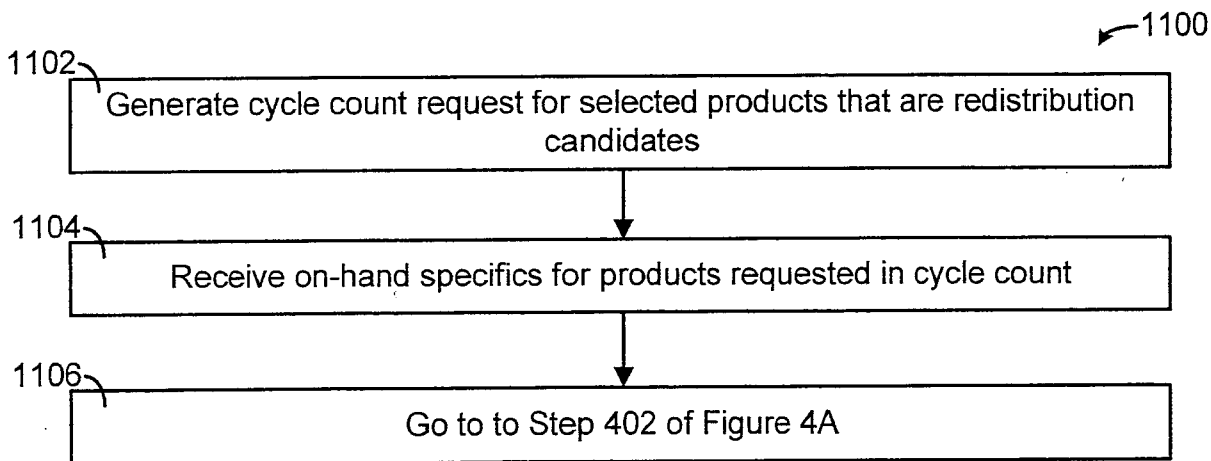 1100
1102
Generate cycle count request for selected products that are redistribution
candidates
1104
Receive on-hand specifics for products requested in cycle count
1106
Go to to Step 402 of Figure 4A